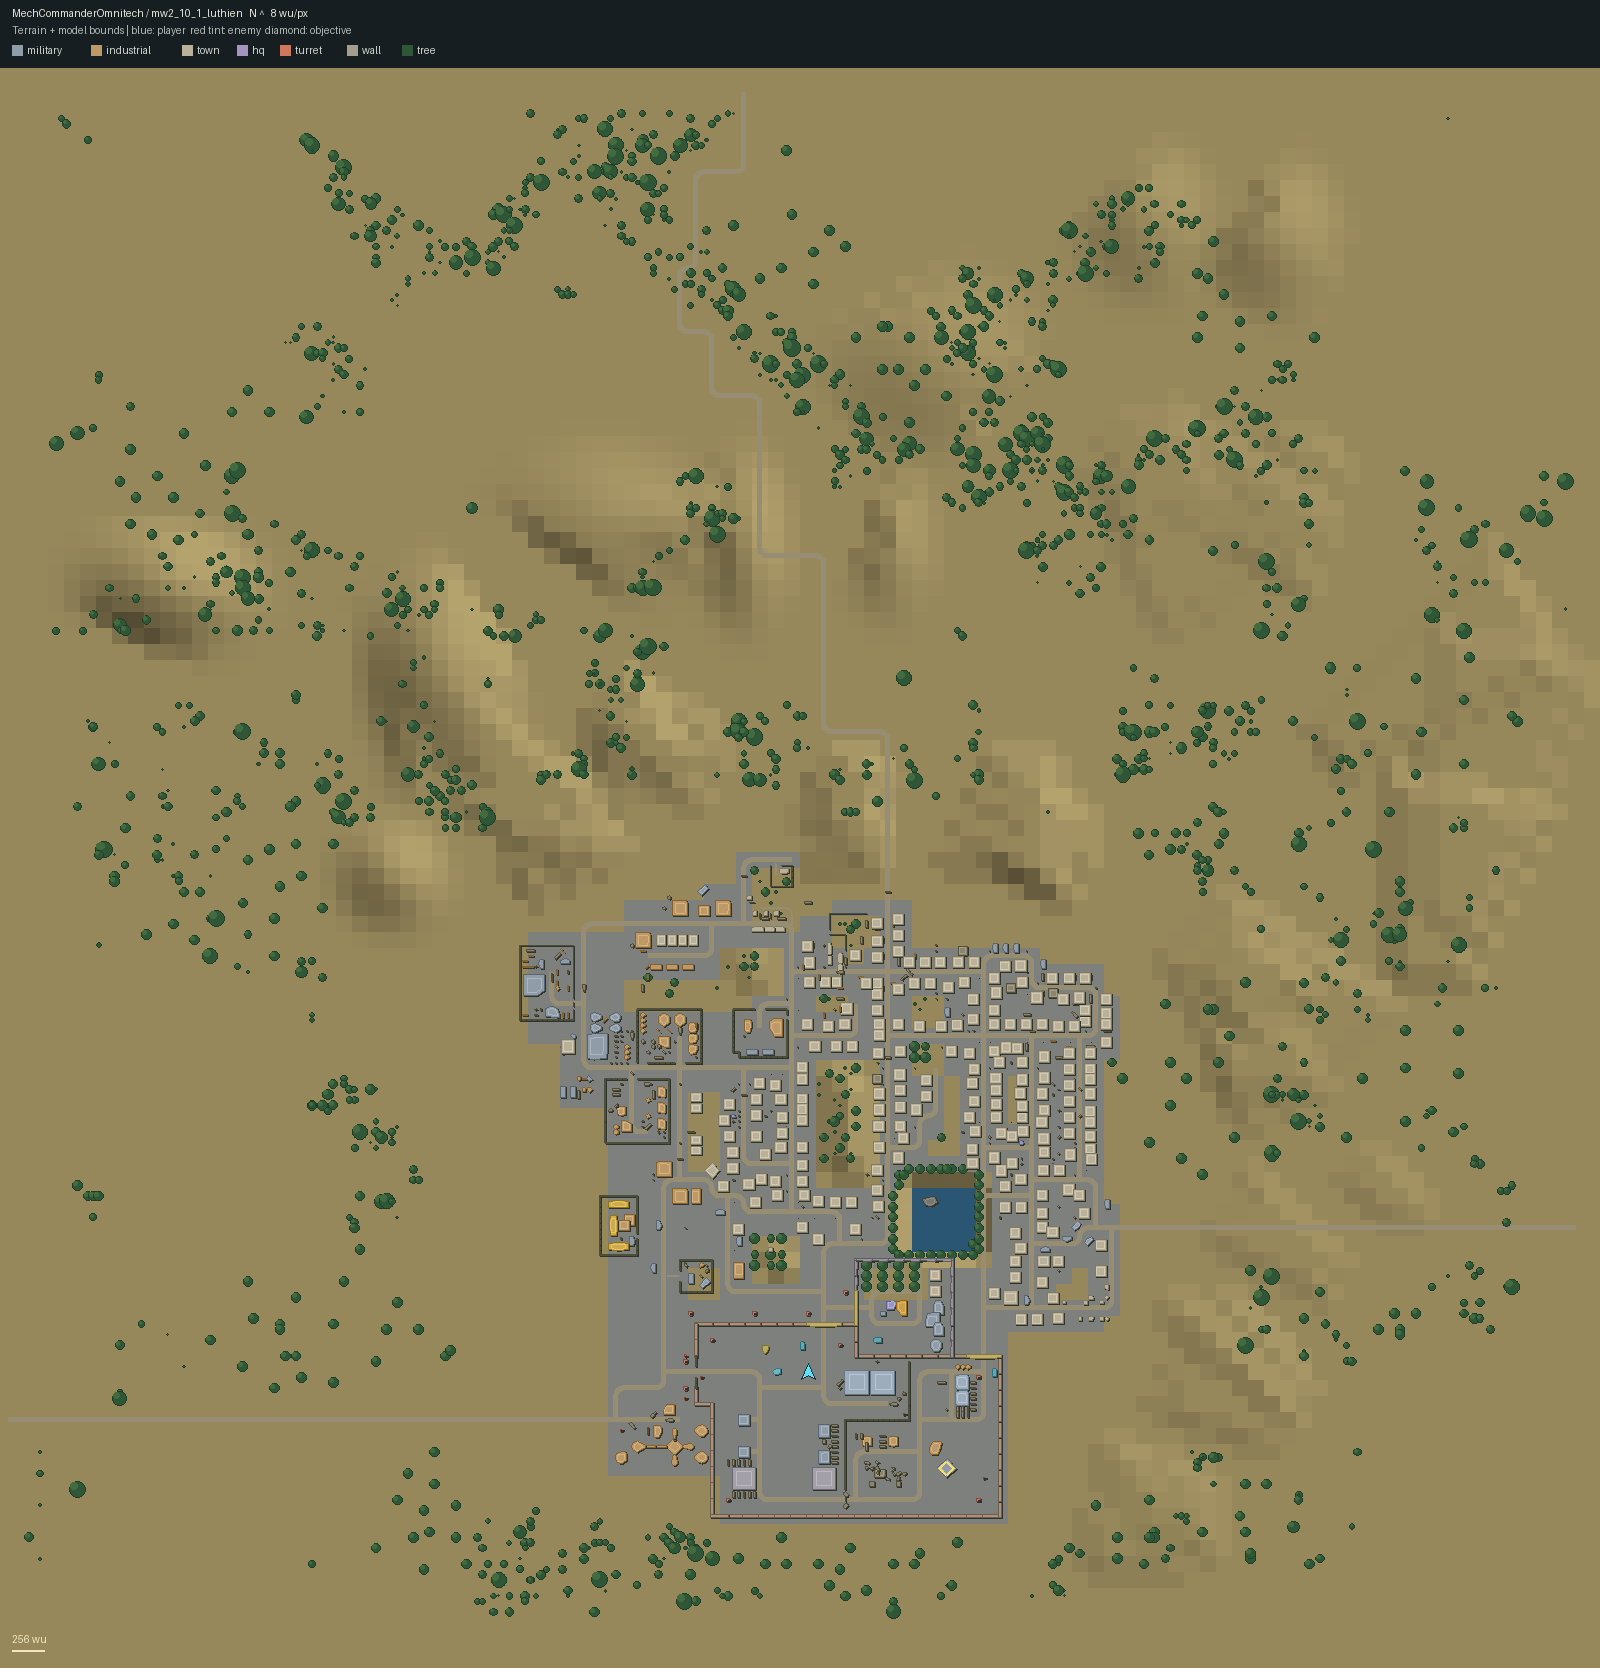 MechCommanderOmnitech / mw2_10_1_luthien N ^ 8 wu/px
Terrain + model bounds | blue: player red tint: enemy diamond: objective
military industrial town hq turret wall tree
256 wu